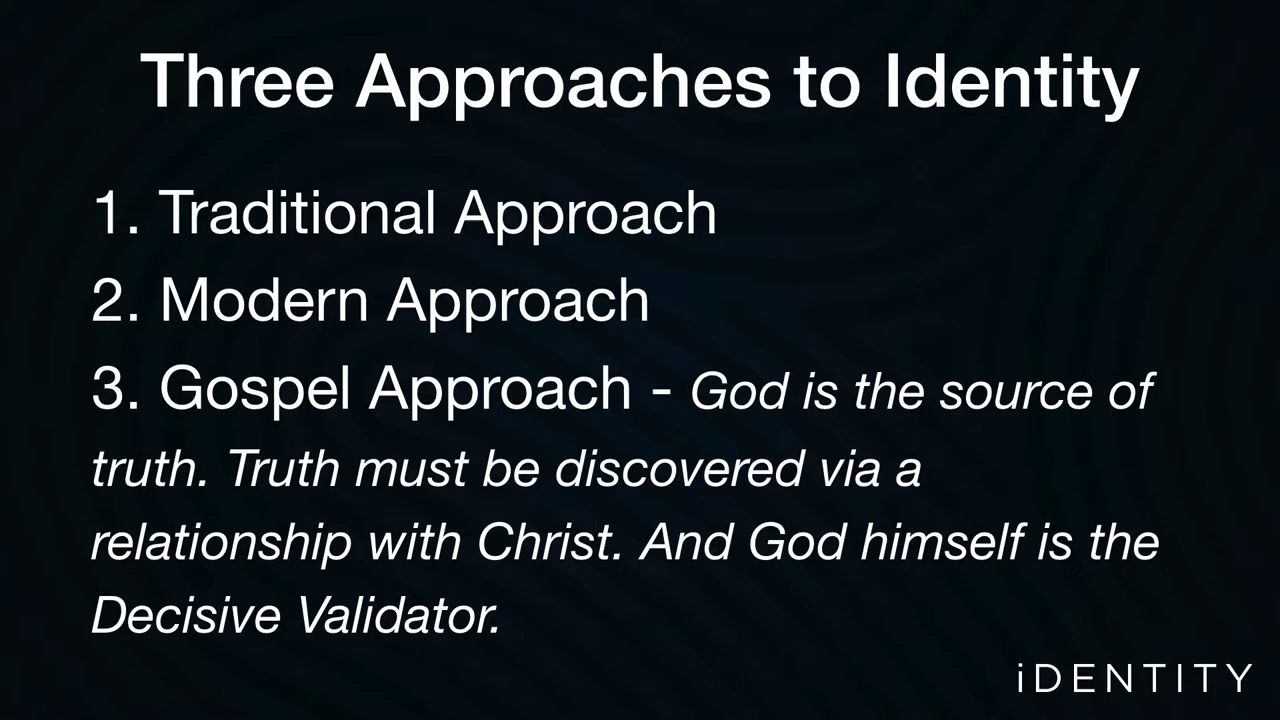 Three Approaches to Identity
1. Traditional Approach
2. Modern Approach
3. Gospel Approach - God is the source of
truth. Truth must be discovered via a
relationship with Christ. And God himself is the
Decisive Validator.
iDENTITY